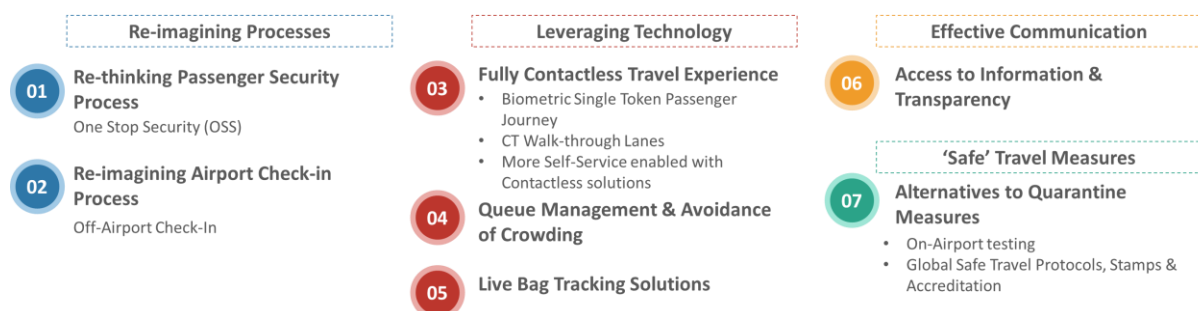 Re-imagining Processes
01
Re-thinking Passenger Security
Process
One Stop Security (OSS)
02
Re-imagining Airport Check-in
Process
Off-Airport Check-In
Leveraging Technology
03
Fully Contactless Travel Experience
• Biometric Single Token Passenger
Journey
• CT Walk-through Lanes
• More Self-Service enabled with
Contactless solutions
04
Queue Management & Avoidance
of Crowding
05
Live Bag Tracking Solutions
Effective Communication
06
Access to Information &
Transparency
‘Safe’ Travel Measures
07
Alternatives to Quarantine
Measures
• On-Airport testing
• Global Safe Travel Protocols, Stamps &
Accreditation